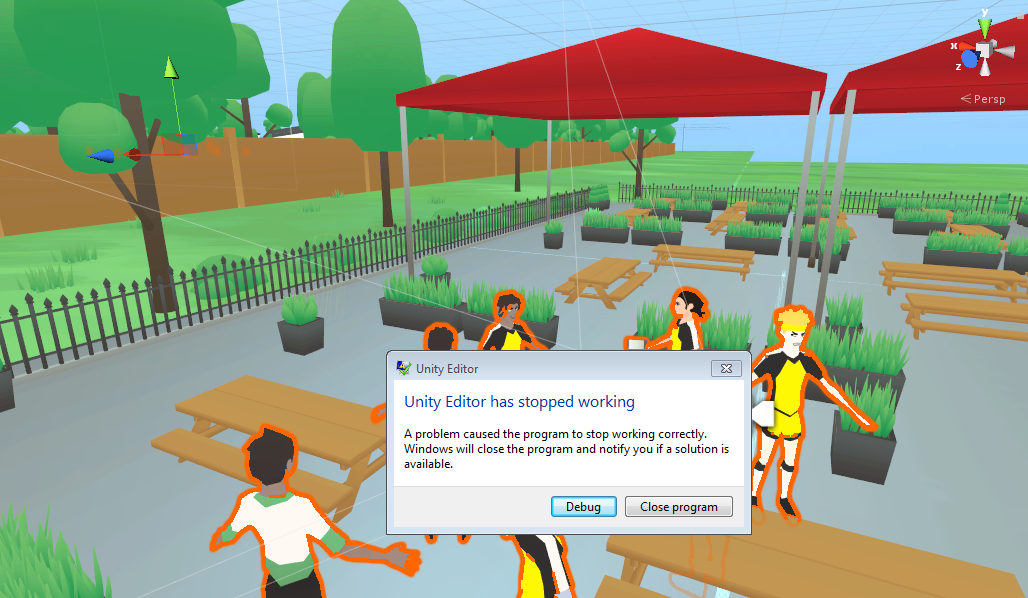 y
x
z
<Persp
Unity Editor
Unity Editor has stopped working
A problem caused the program to stop working correctly.
Windows will close the program and notify you if a solution is
available.
Debug
Close program